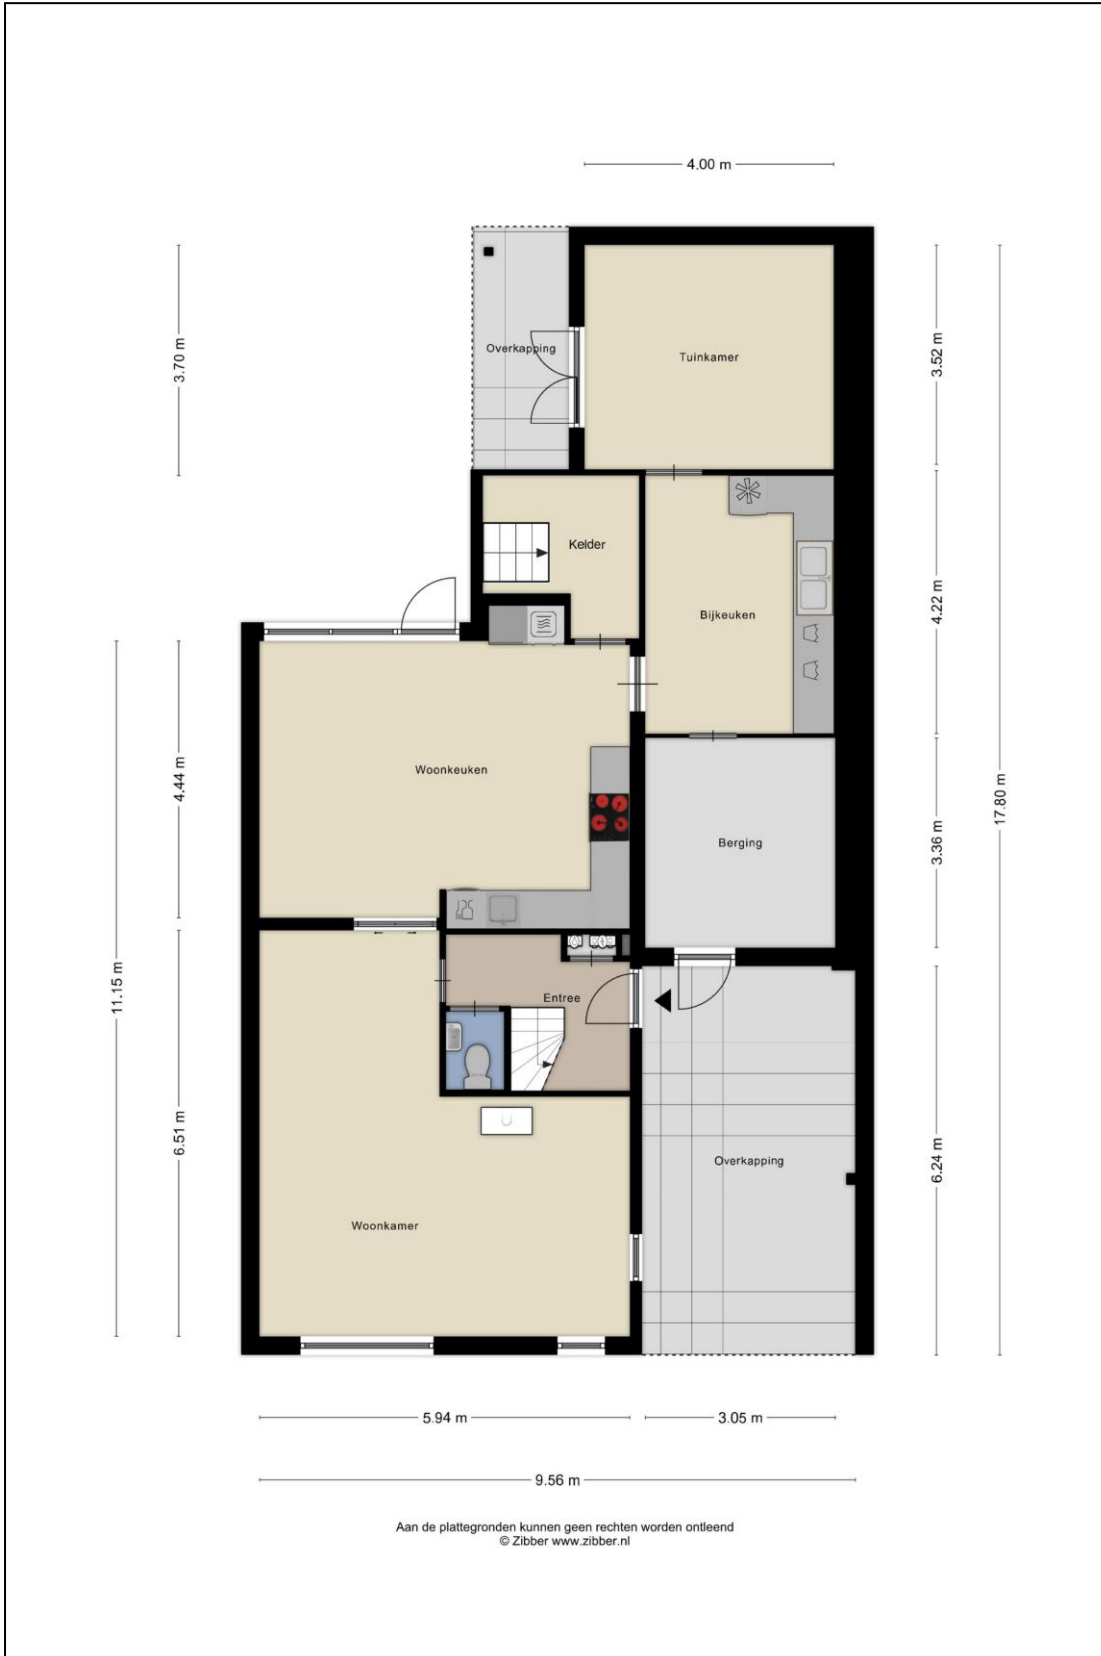 4.00 m
3.70 m
Overkapping
Tuinkamer
3.52 m
Kelder
Bijkeuken
4.22 m
17.80 m
4.44 m
Woonkeuken
Berging
3.36 m
11.15 m
Entree
6.51 m
Overkapping
6.24 m
Woonkamer
5.94 m
3.05 m
9.56 m
Aan de plattegronden kunnen geen rechten worden ontleend
© Zibber www.zibber.nl